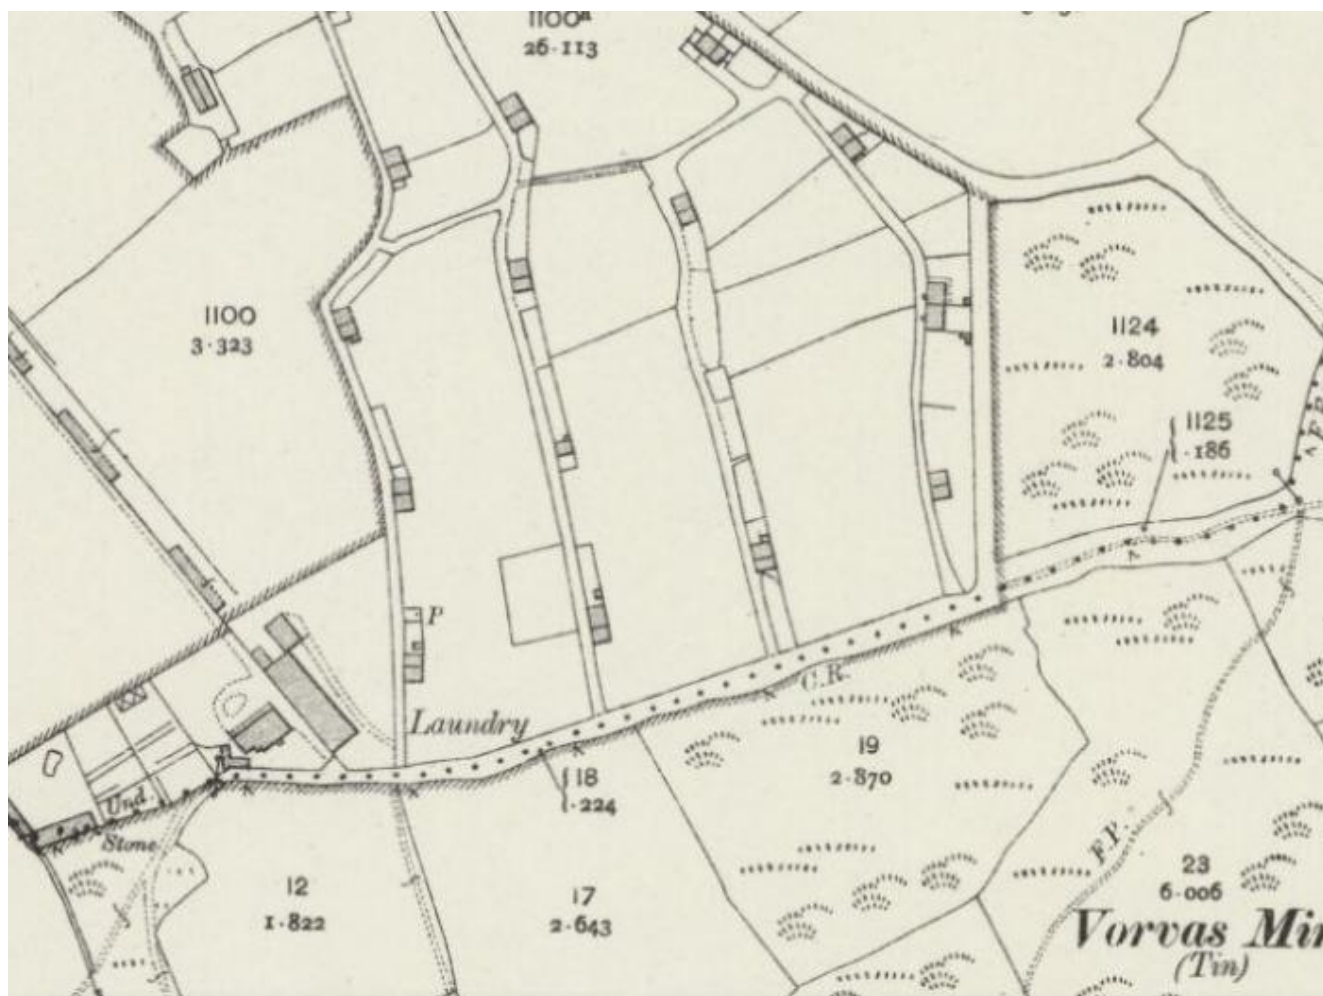 1100ᴬ
26·113
1100
3·323
1124
2·804
1125
·186
P
C.R.
Laundry
19
2·870
18
·224
Und.
Stone
F.P.
12
1·822
17
2·643
23
6·006
Vorvas Min
(Tin)